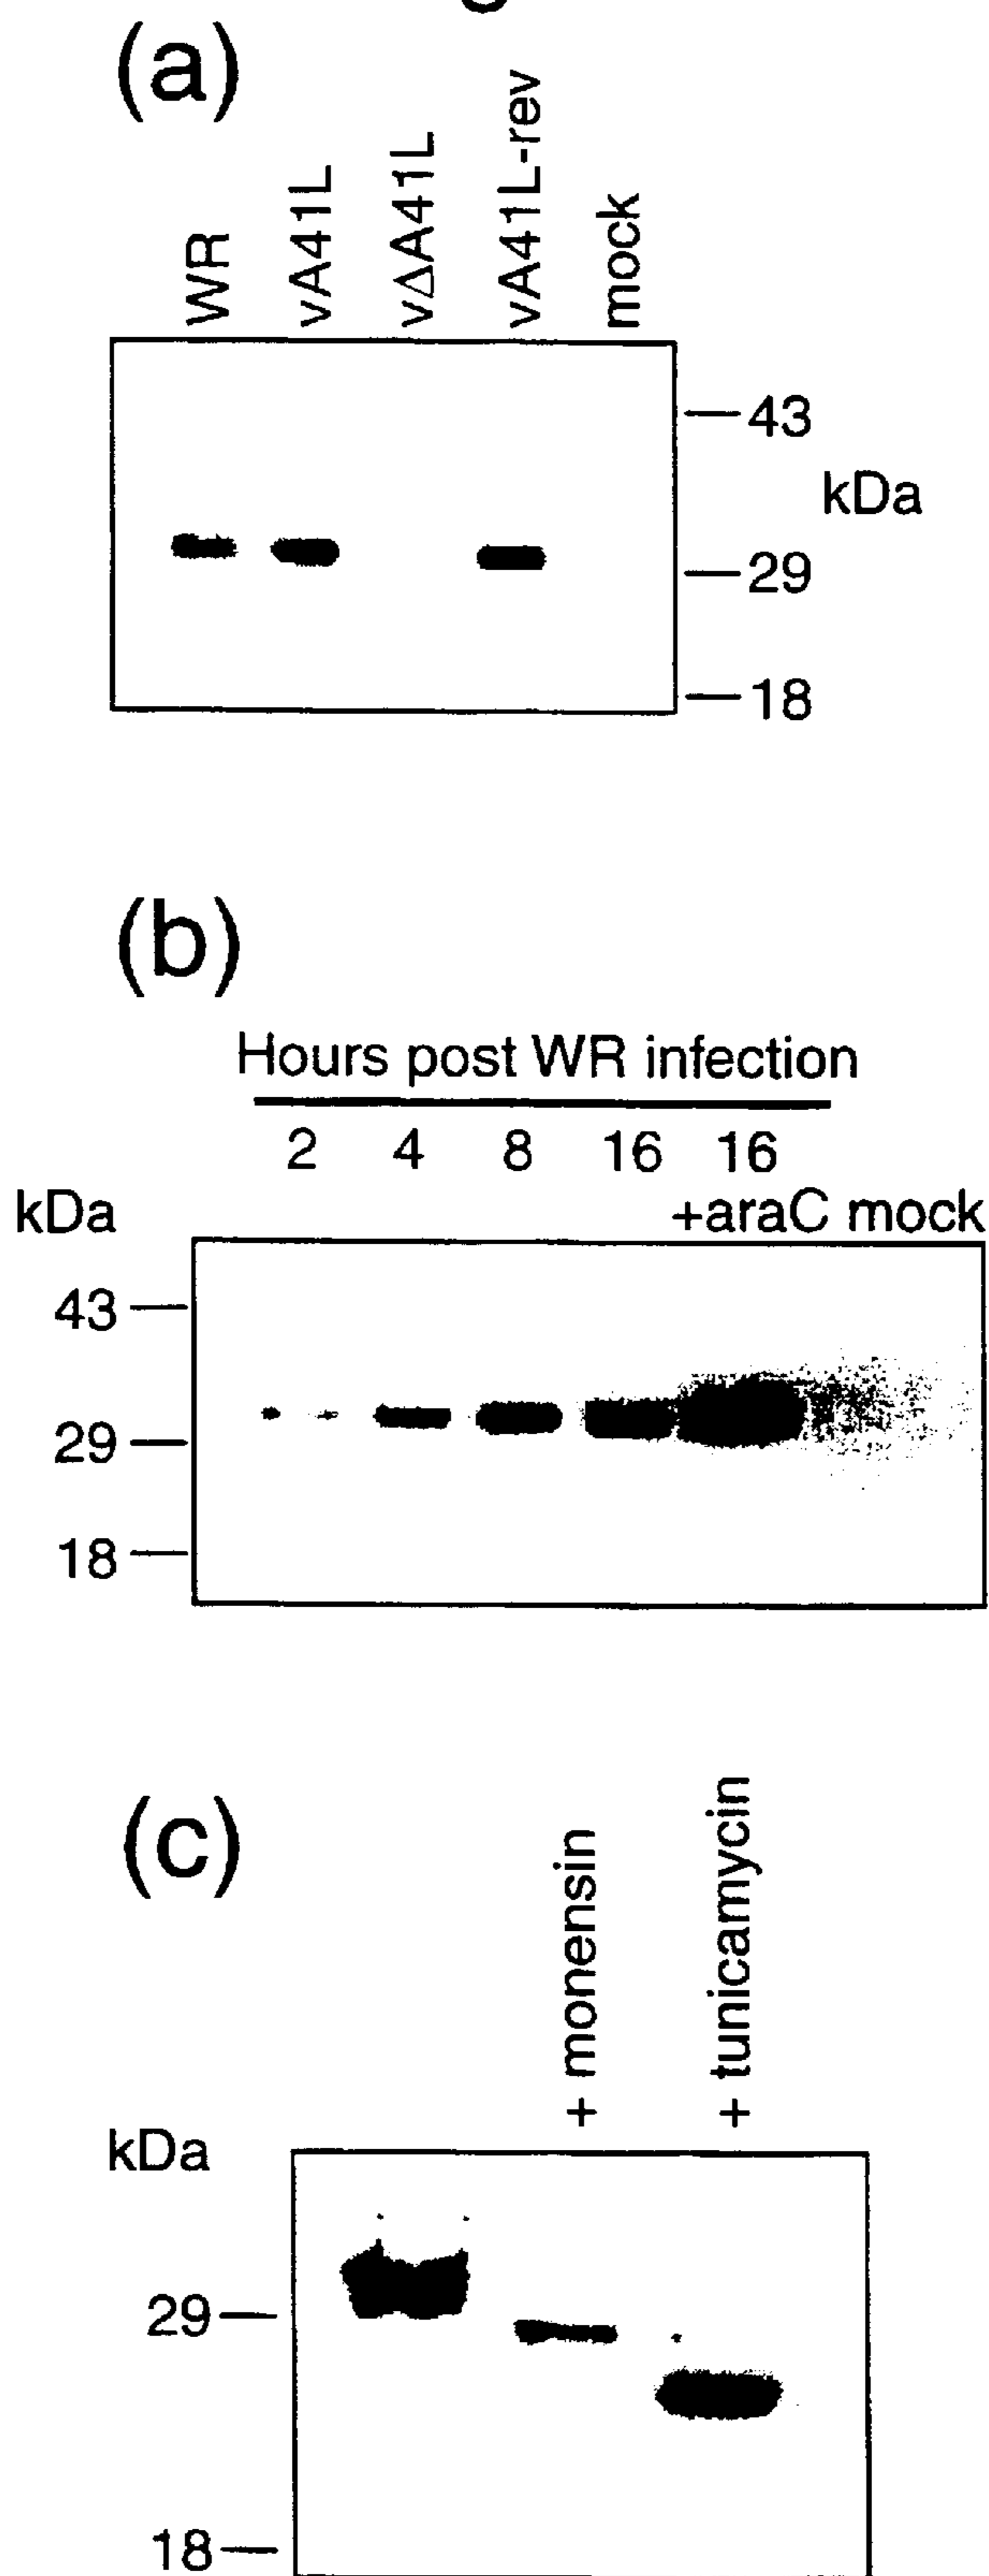 (a)
WR
vA41L
vΔA41L
vA41L-rev
mock
43
kDa
29
18
(b)
Hours post WR infection
2 4 8 16 16
kDa +araC mock
43
29
18
(c)
+ monensin
+ tunicamycin
kDa
29
18